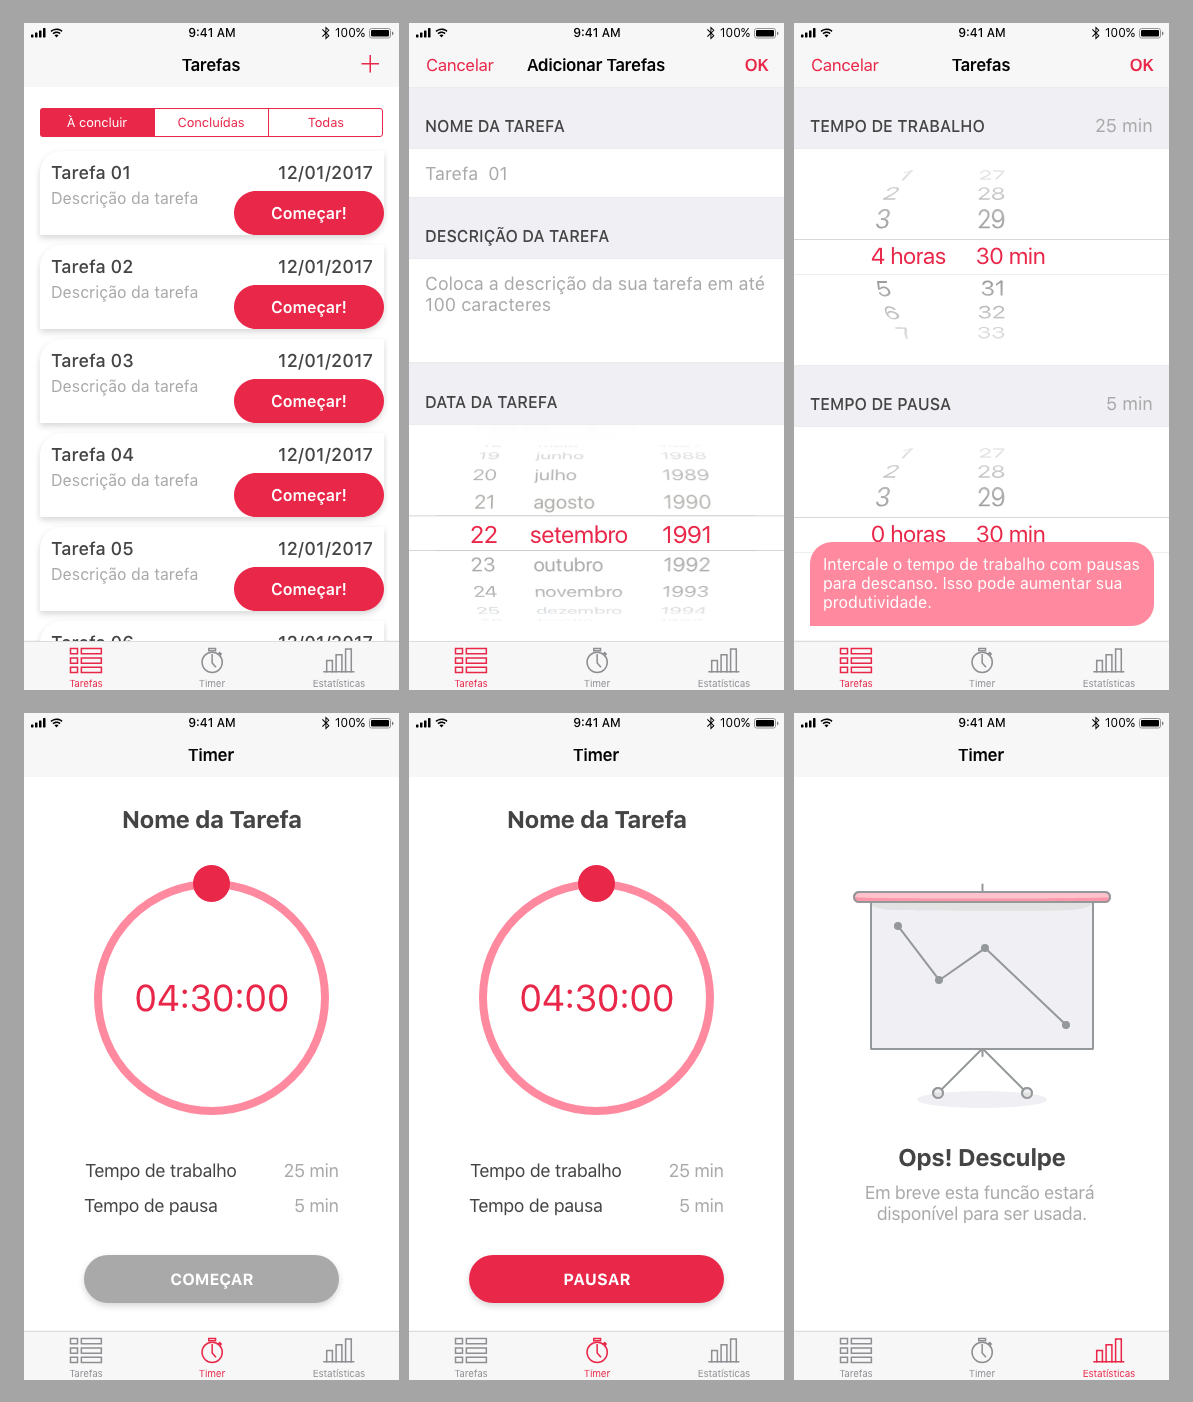 9:41 AM
100%
Tarefas
À concluir
Concluídas
Todas
Tarefa 01
12/01/2017
Descrição da tarefa
Começar!
Tarefa 02
12/01/2017
Descrição da tarefa
Começar!
Tarefa 03
12/01/2017
Descrição da tarefa
Começar!
Tarefa 04
12/01/2017
Descrição da tarefa
Começar!
Tarefa 05
12/01/2017
Descrição da tarefa
Começar!
Tarefa 06
12/01/2017
Tarefas
Timer
Estatísticas
9:41 AM
100%
Cancelar
Adicionar Tarefas
OK
NOME DA TAREFA
Tarefa 01
DESCRIÇÃO DA TAREFA
Coloca a descrição da sua tarefa em até
100 caracteres
DATA DA TAREFA
19 junho 1988
20 julho 1989
21 agosto 1990
22 setembro 1991
23 outubro 1992
24 novembro 1993
25 dezembro 1994
Tarefas
Timer
Estatísticas
9:41 AM
100%
Cancelar
Tarefas
OK
TEMPO DE TRABALHO
25 min
1 27
2 28
3 29
4 horas 30 min
5 31
6 32
7 33
TEMPO DE PAUSA
5 min
1 27
2 28
3 29
0 horas 30 min
Intercale o tempo de trabalho com pausas
para descanso. Isso pode aumentar sua
produtividade.
Tarefas
Timer
Estatísticas
9:41 AM
100%
Timer
Nome da Tarefa
04:30:00
Tempo de trabalho
25 min
Tempo de pausa
5 min
COMEÇAR
Tarefas
Timer
Estatísticas
9:41 AM
100%
Timer
Nome da Tarefa
04:30:00
Tempo de trabalho
25 min
Tempo de pausa
5 min
PAUSAR
Tarefas
Timer
Estatísticas
9:41 AM
100%
Timer
Ops! Desculpe
Em breve esta funcão estará
disponível para ser usada.
Tarefas
Timer
Estatísticas